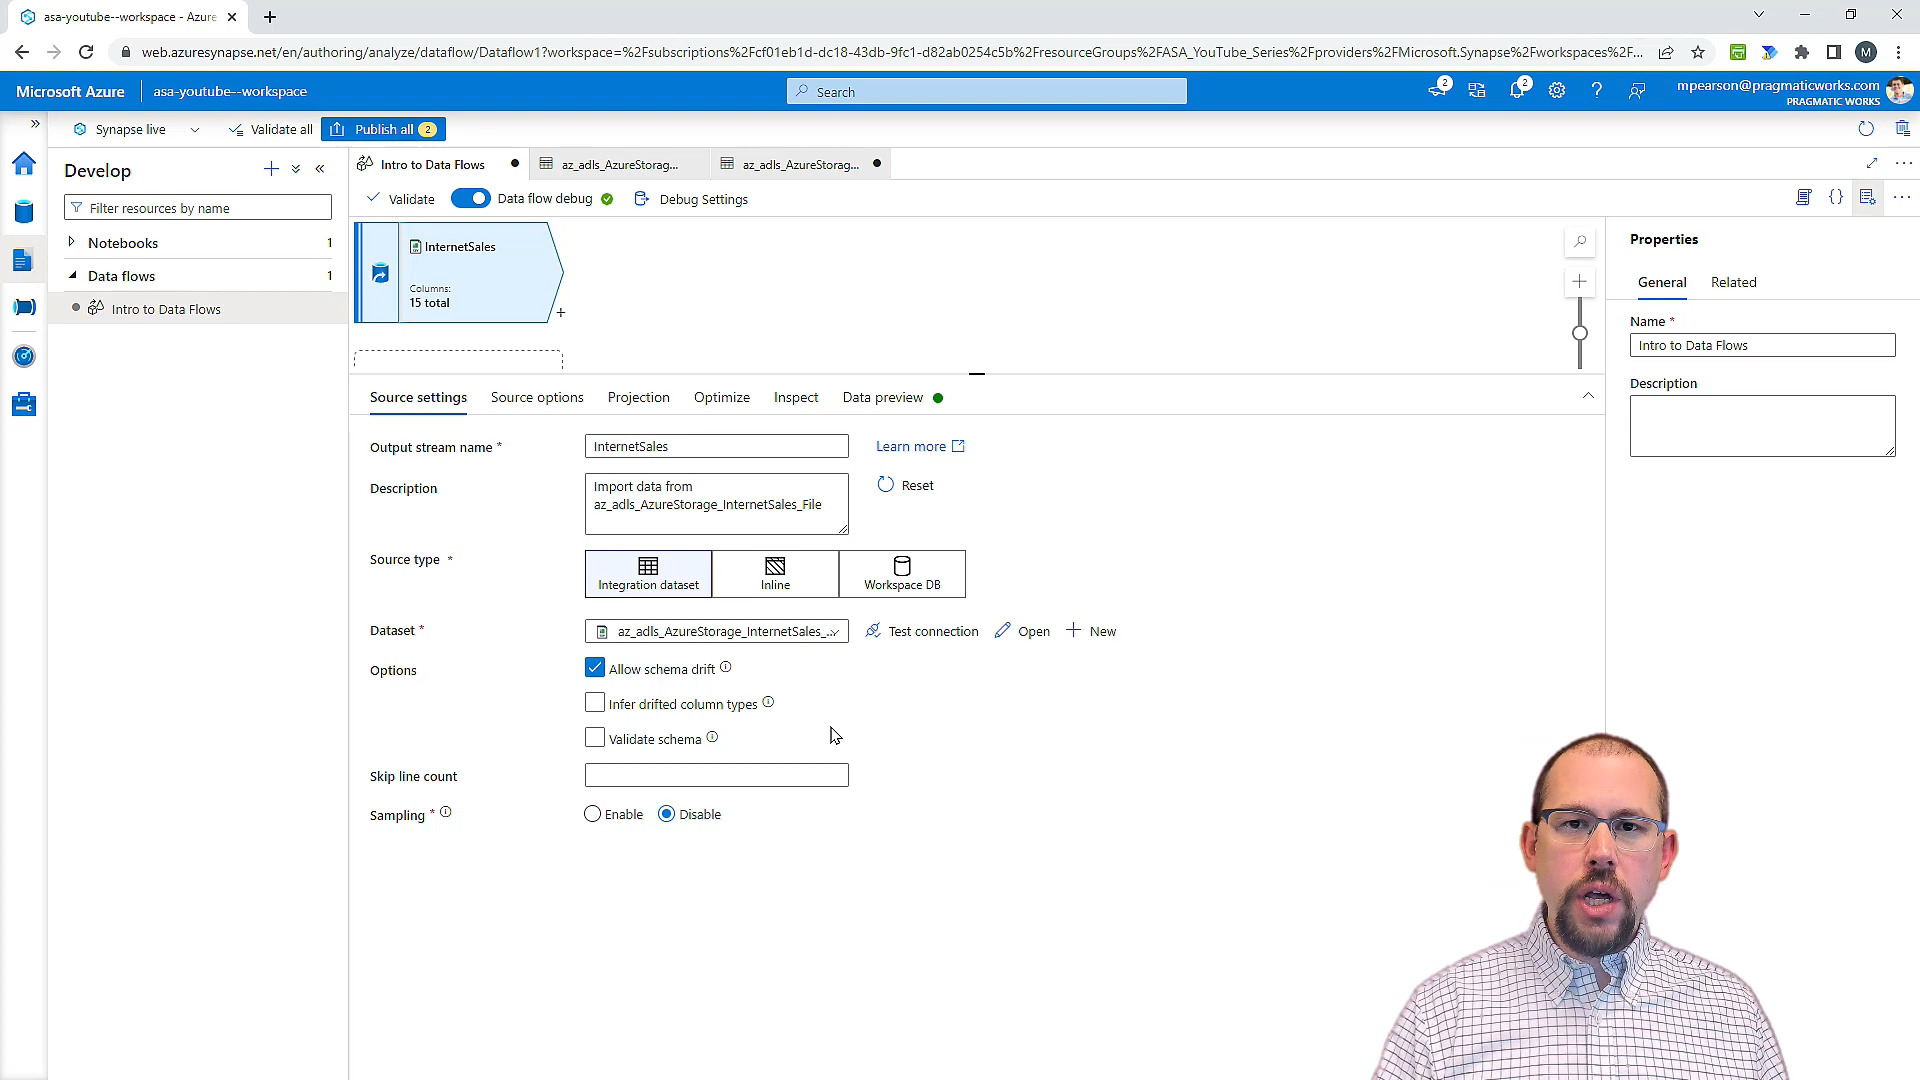 asa-youtube--workspace - Azure
web.azuresynapse.net/en/authoring/analyze/dataflow/Dataflow1?workspace=%2Fsubscriptions%2Fcf01eb1d-dc18-43db-9fc1-d82ab0254c5b%2FresourceGroups%2FASA_YouTube_Series%2Fproviders%2FMicrosoft.Synapse%2Fworkspaces%2F...
M
Microsoft Azure
asa-youtube--workspace
Search
2
2
mpearson@pragmaticworks.com
PRAGMATIC WORKS
Synapse live
Validate all
Publish all 2
Develop
Filter resources by name
Notebooks 1
Data flows 1
Intro to Data Flows
Intro to Data Flows
az_adls_AzureStorag...
az_adls_AzureStorag...
Validate
Data flow debug
Debug Settings
InternetSales
Columns:
15 total
Source settings
Source options
Projection
Optimize
Inspect
Data preview
Output stream name *
InternetSales
Learn more
Description
Import data from
az_adls_AzureStorage_InternetSales_File
Reset
Source type *
Integration dataset
Inline
Workspace DB
Dataset *
az_adls_AzureStorage_InternetSales_...
Test connection
Open
New
Options
Allow schema drift
Infer drifted column types
Validate schema
Skip line count
Sampling *
Enable
Disable
Properties
General
Related
Name *
Intro to Data Flows
Description